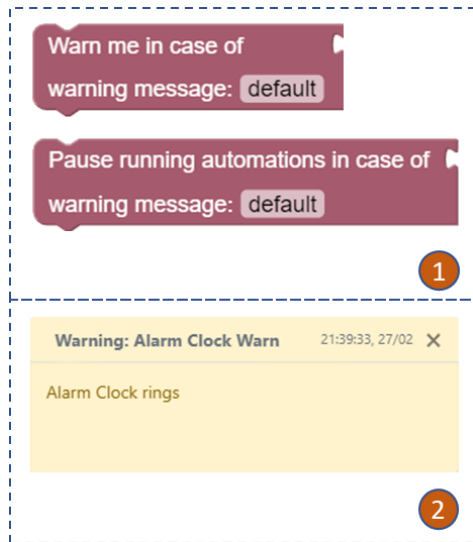 Warn me in case of
warning message: default
Pause running automations in case of
warning message: default
1
Warning: Alarm Clock Warn 21:39:33, 27/02 ✕
Alarm Clock rings
2